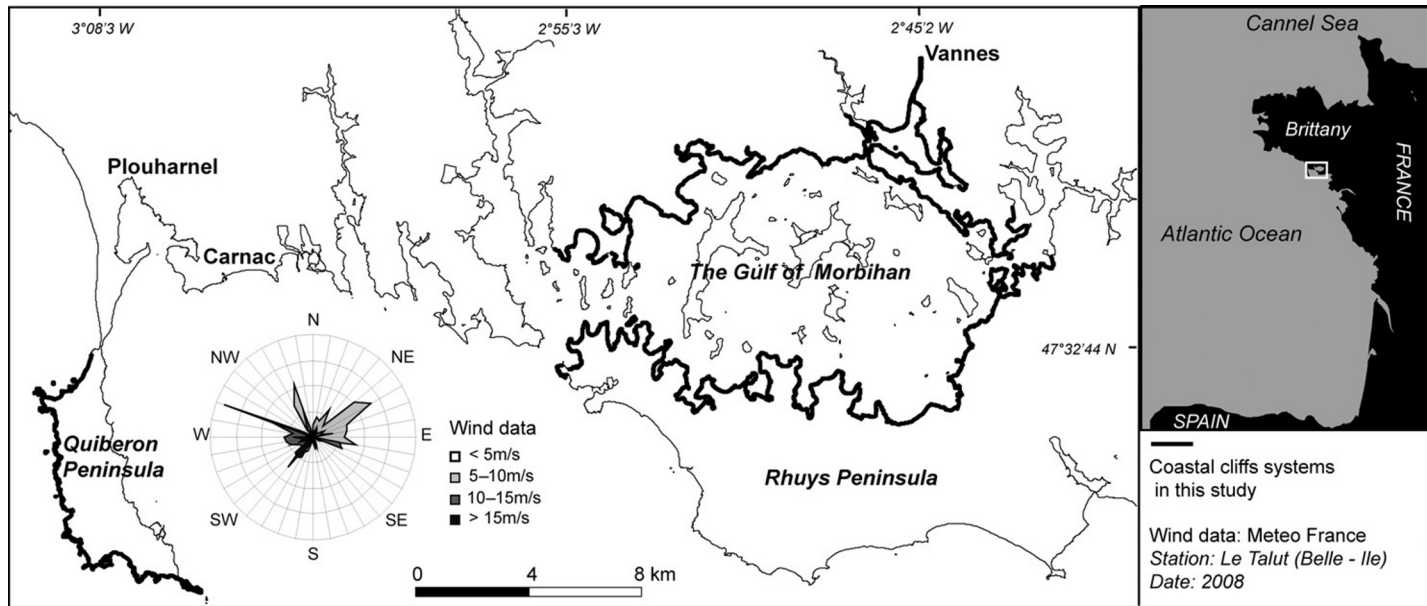 3°08'3 W
2°55'3 W
2°45'2 W
Vannes
Plouharnel
Carnac
The Gulf of Morbihan
47°32'44 N
N
NW
NE
W
E
SW
SE
S
Quiberon
Peninsula
Wind data
< 5m/s
5–10m/s
10–15m/s
> 15m/s
Rhuys Peninsula
0
4
8 km
Cannel Sea
Brittany
FRANCE
Atlantic Ocean
SPAIN
Coastal cliffs systems
in this study
Wind data: Meteo France
Station: Le Talut (Belle - Ile)
Date: 2008